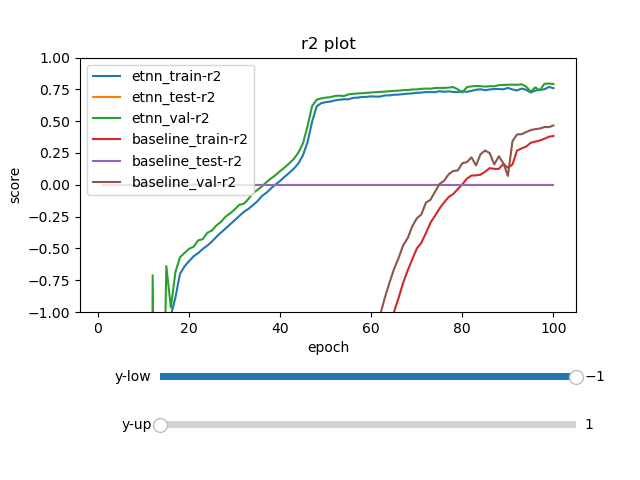 r2 plot
1.00
0.75
0.50
0.25
0.00
−0.25
−0.50
−0.75
−1.00
score
etnn_train-r2
etnn_test-r2
etnn_val-r2
baseline_train-r2
baseline_test-r2
baseline_val-r2
0 20 40 60 80 100
epoch
y-low −1
y-up 1